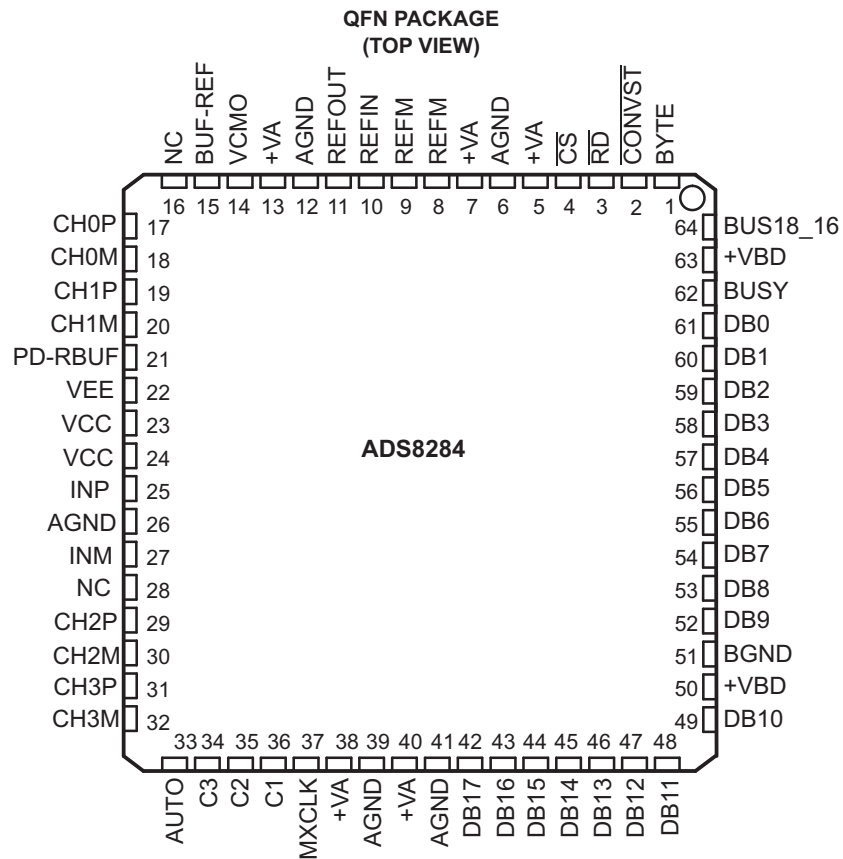 QFN PACKAGE
(TOP VIEW)
NC
BUF-REF
VCMO
+VA
AGND
REFOUT
REFIN
REFM
REFM
+VA
AGND
+VA
CS
RD
CONVST
BYTE
16 15 14 13 12 11 10 9 8 7 6 5 4 3 2 1
CH0P 17
CH0M 18
CH1P 19
CH1M 20
PD-RBUF 21
VEE 22
VCC 23
VCC 24
INP 25
AGND 26
INM 27
NC 28
CH2P 29
CH2M 30
CH3P 31
CH3M 32
ADS8284
64 BUS18_16
63 +VBD
62 BUSY
61 DB0
60 DB1
59 DB2
58 DB3
57 DB4
56 DB5
55 DB6
54 DB7
53 DB8
52 DB9
51 BGND
50 +VBD
49 DB10
33 34 35 36 37 38 39 40 41 42 43 44 45 46 47 48
AUTO
C3
C2
C1
MXCLK
+VA
AGND
+VA
AGND
DB17
DB16
DB15
DB14
DB13
DB12
DB11